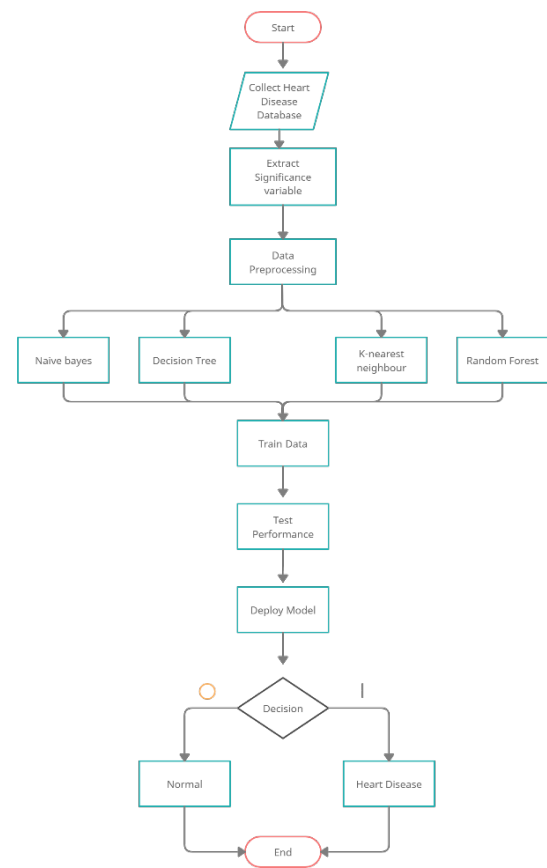 Start
Collect Heart
Disease
Database
Extract
Significance
variable
Data
Preprocessing
Naive bayes
Decision Tree
K-nearest
neighbour
Random Forest
Train Data
Test
Performance
Deploy Model
O
I
Decision
Normal
Heart Disease
End